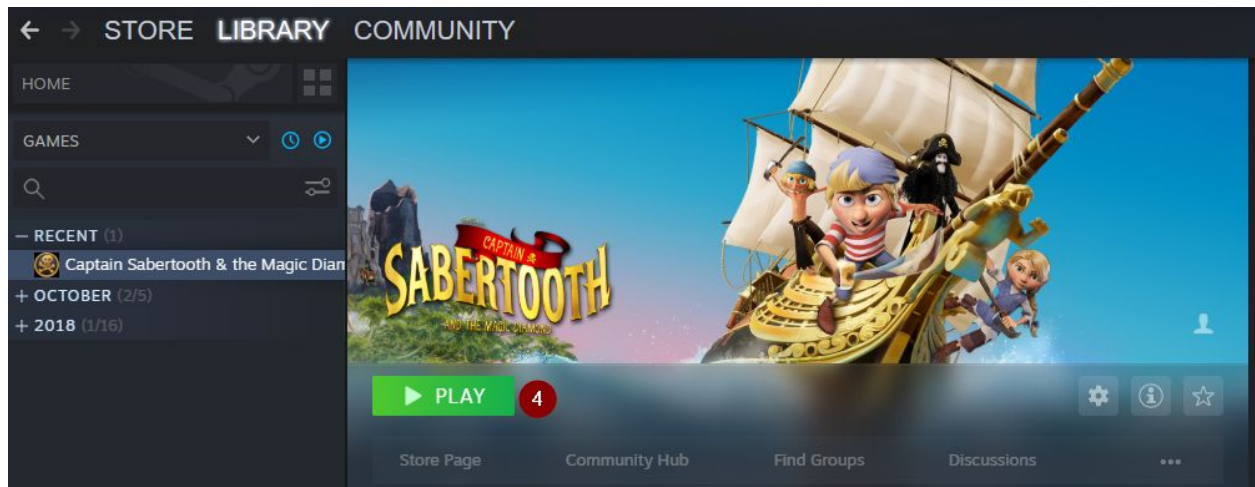 STORE LIBRARY COMMUNITY
HOME
GAMES
— RECENT (1)
Captain Sabertooth & the Magic Dian
+ OCTOBER (2/5)
+ 2018 (1/16)
CAPTAIN
SABERTOOTH
AND THE MAGIC DIAMOND
PLAY 4
Store Page Community Hub Find Groups Discussions •••